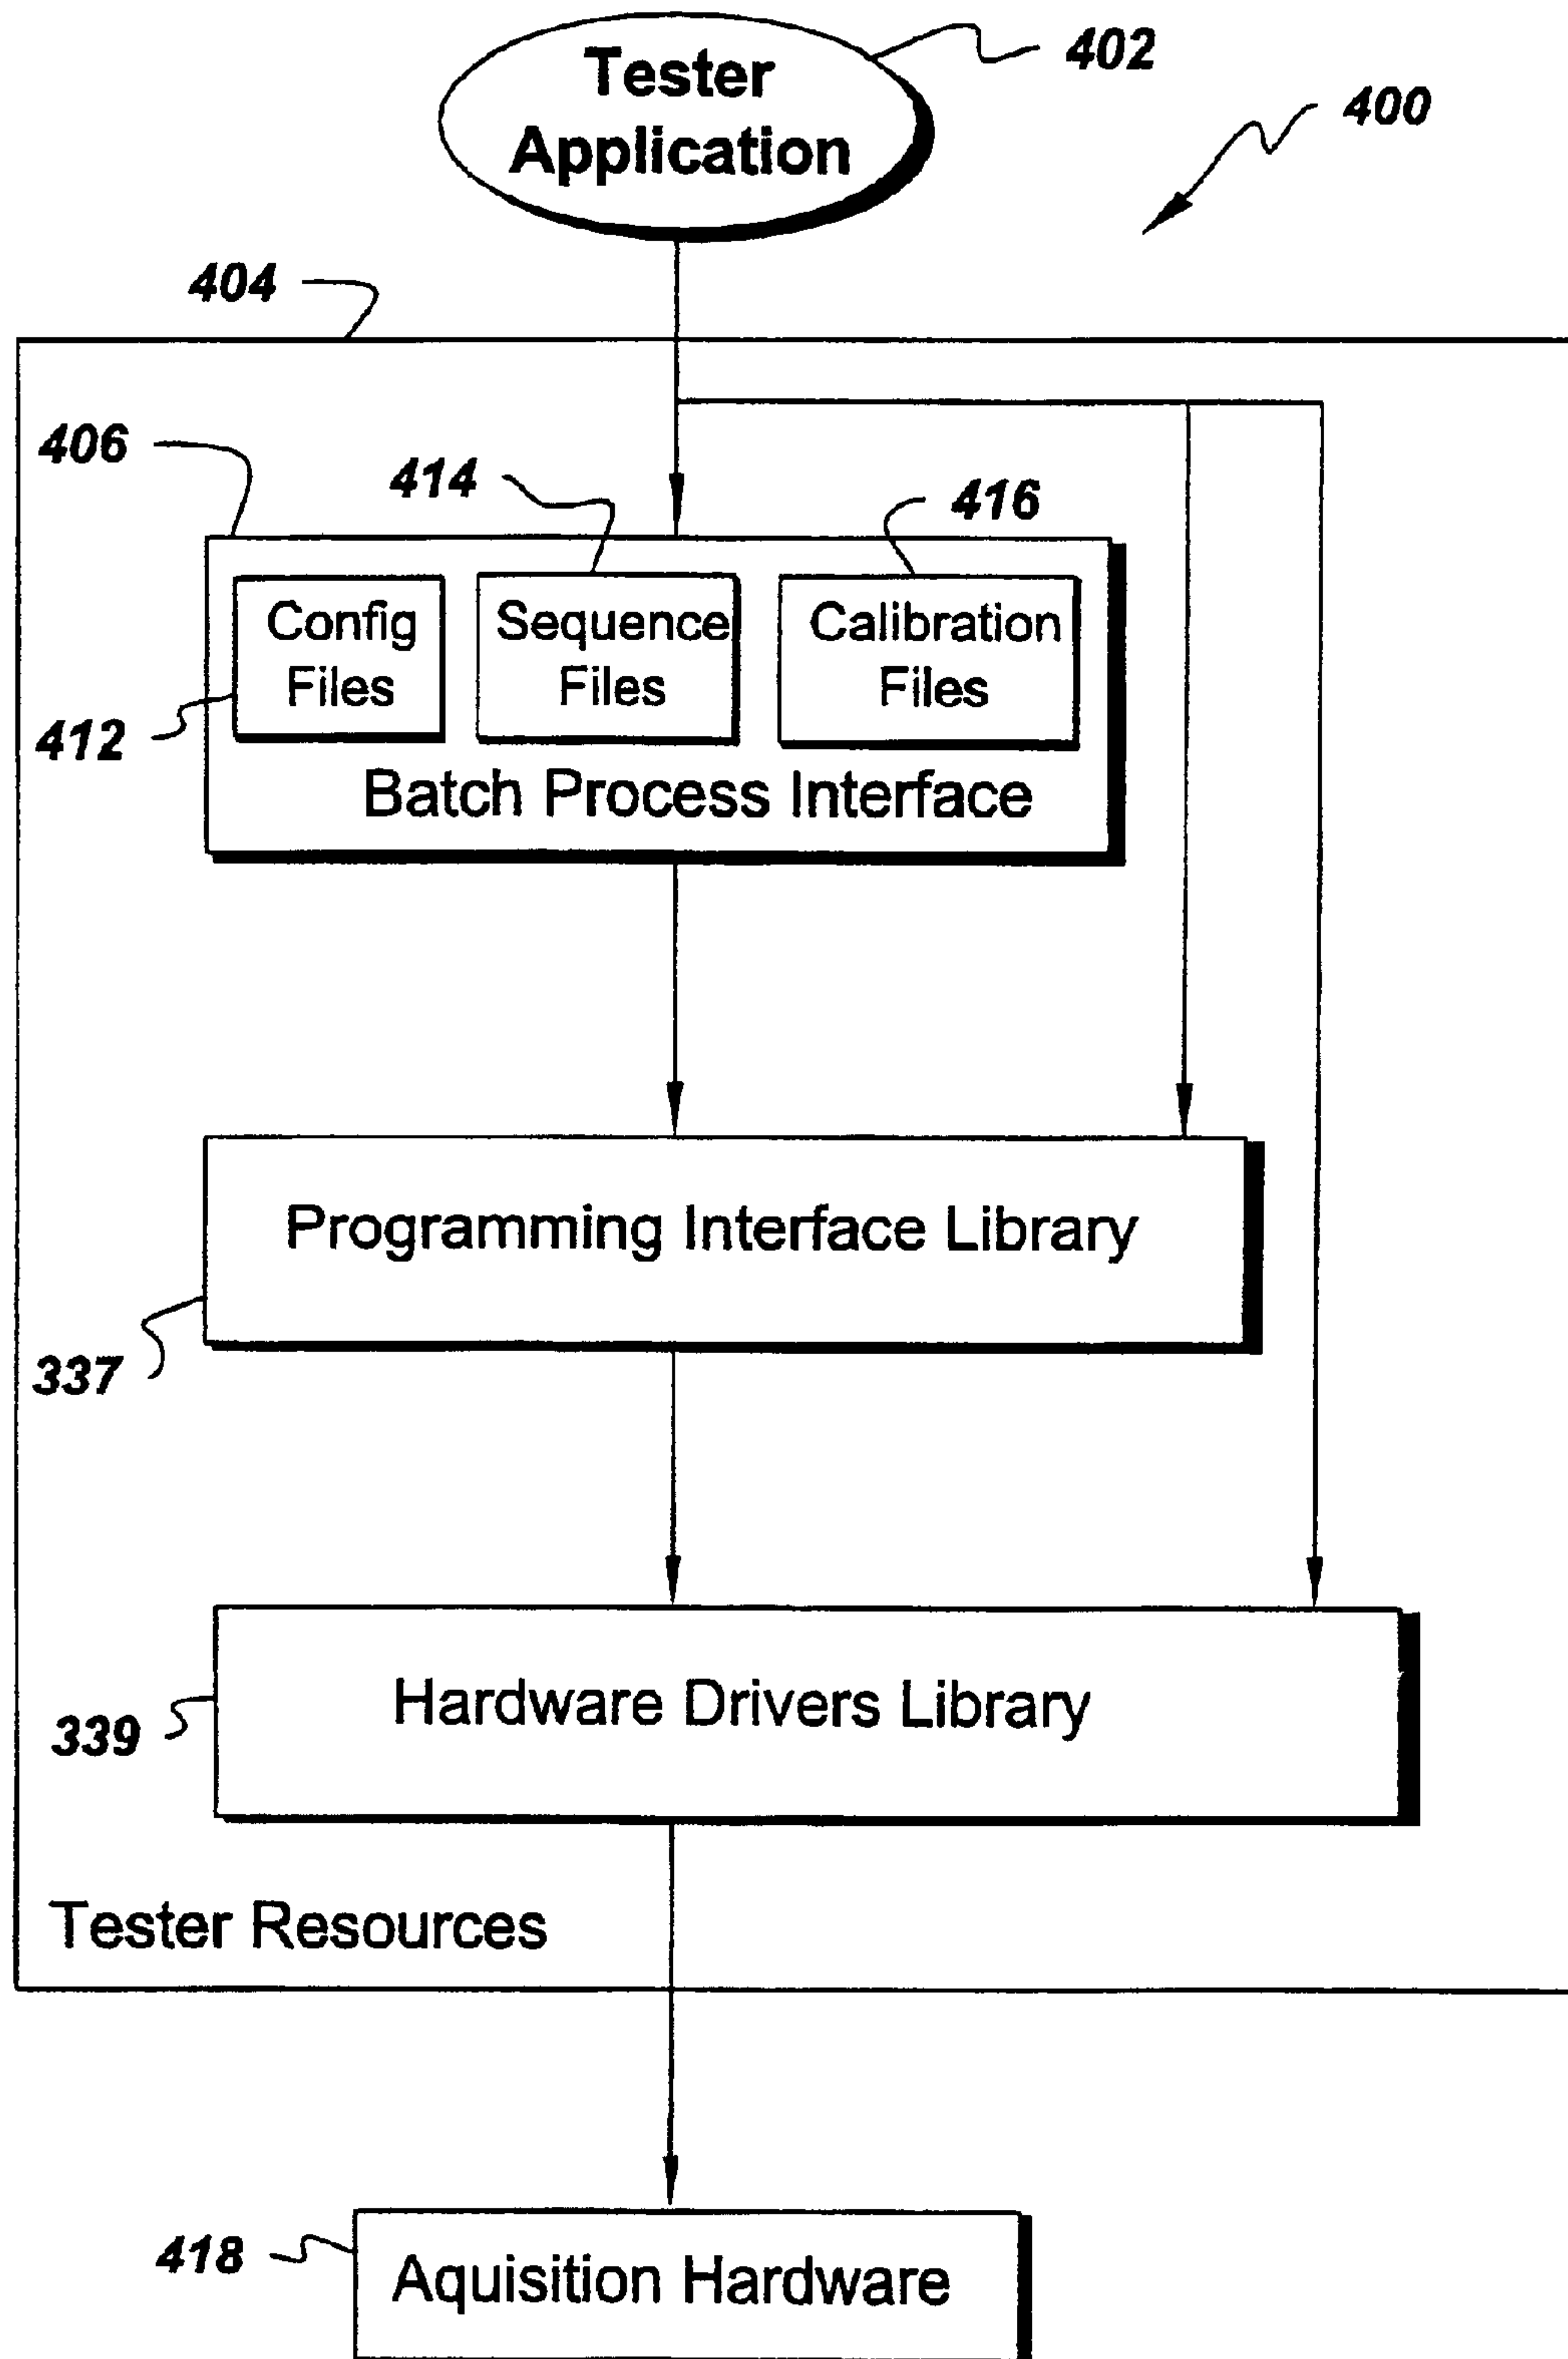 Tester
Application
402
400
404
406
414
416
Config
Files
Sequence
Files
Calibration
Files
412
Batch Process Interface
Programming Interface Library
337
Hardware Drivers Library
339
Tester Resources
418
Aquisition Hardware